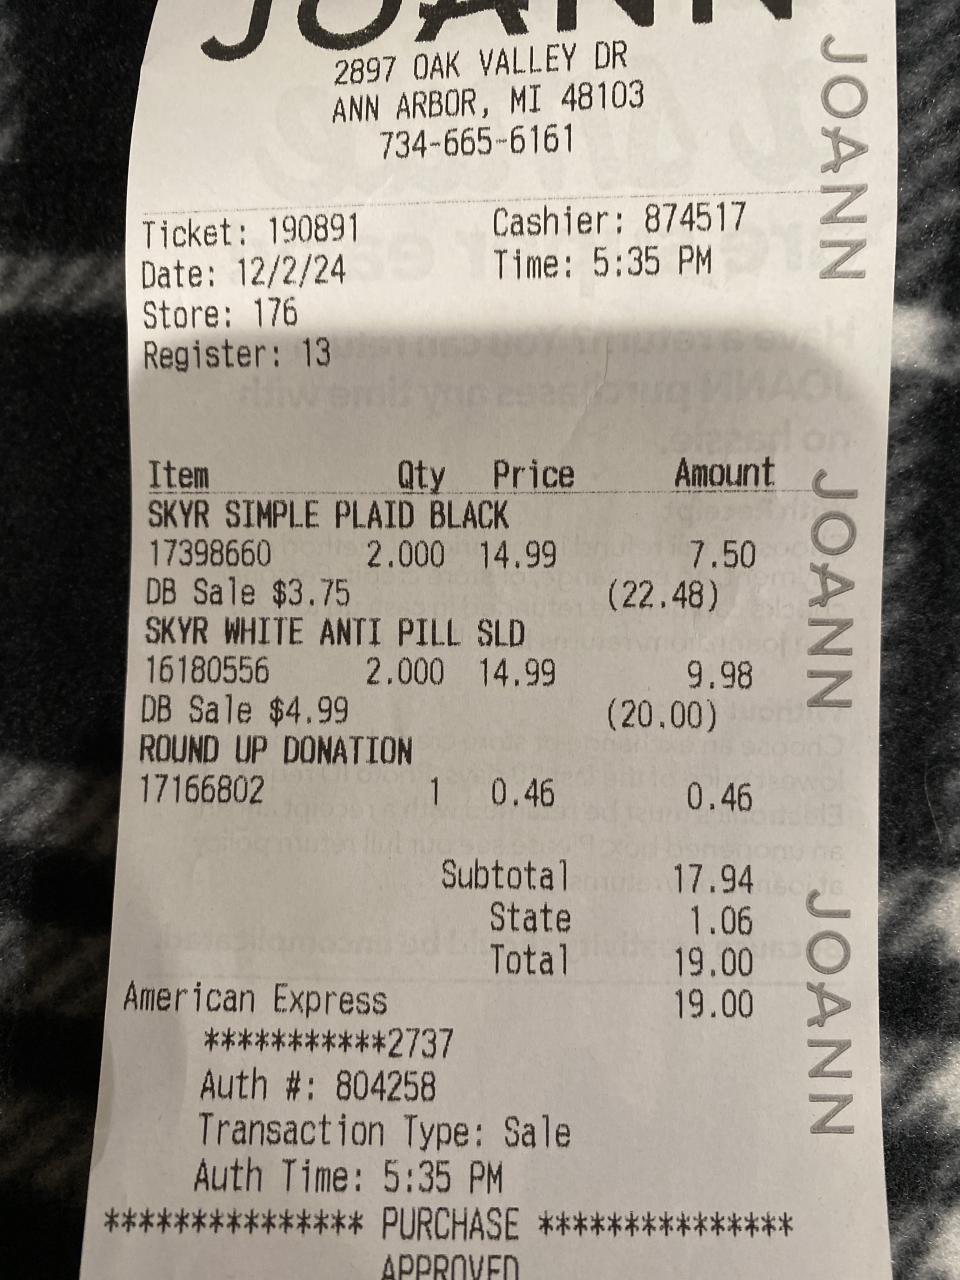 JOANN
2897 OAK VALLEY DR
ANN ARBOR, MI 48103
734-665-6161
Ticket: 190891 Cashier: 874517
Date: 12/2/24 Time: 5:35 PM
Store: 176
Register: 13
Item Qty Price Amount
SKYR SIMPLE PLAID BLACK
17398660 2.000 14.99 7.50
DB Sale $3.75 (22.48)
SKYR WHITE ANTI PILL SLD
16180556 2.000 14.99 9.98
DB Sale $4.99 (20.00)
ROUND UP DONATION
17166802 1 0.46 0.46
Subtotal 17.94
State 1.06
Total 19.00
American Express 19.00
***********2737
Auth #: 804258
Transaction Type: Sale
Auth Time: 5:35 PM
*************** PURCHASE ***************
APPROVED
JOANN
JOANN
JOANN